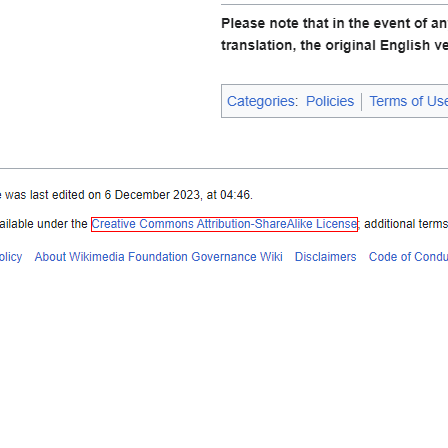 Please note that in the event of an
translation, the original English ve
Categories: Policies Terms of Use
was last edited on 6 December 2023, at 04:46.
ailable under the Creative Commons Attribution-ShareAlike License; additional terms
olicy About Wikimedia Foundation Governance Wiki Disclaimers Code of Condu